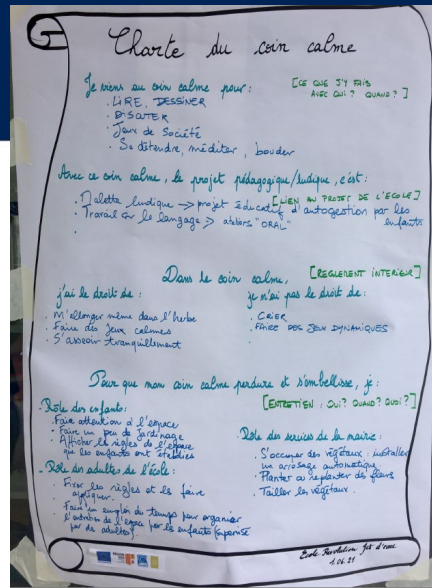 Charte du coin calme
Je viens au coin calme pour :
[CE QUE J'Y FAIS
AVEC QUI ? QUAND ?]
. LIRE, DESSINER
. DISCUTER
. Jeux de société
. Se détendre, méditer, bouder
Avec ce coin calme, le projet pédagogique/ludique, c'est :
[LIEN AU PROJET DE L'ECOLE]
. Malette ludique → projet éducatif d'autogestion par les
enfants
. Travail sur le langage → ateliers "ORAL"
.
Dans le coin calme,
[REGLEMENT INTERIEUR]
j'ai le droit de :
. M'allonger même dans l'herbe
. Faire des jeux calmes
. S'asseoir tranquillement
je n'ai pas le droit de :
. CRIER
. FAIRE DES JEUX DYNAMIQUES
Pour que mon coin calme perdure et s'embellisse, je :
[ENTRETIEN : QUI ? QUAND ? QUOI ?]
- Rôle des enfants :
. Faire attention à l'espace
. Faire un peu de jardinage
. Afficher les règles de l'espace
que les enfants ont établies
- Rôle des adultes de l'école :
. Fixer les règles et les faire
appliquer.
. Faire un emploi du temps pour organiser
l'entretien de l'espace par les enfants (supervisé
par des adultes)
Rôle des services de la mairie :
. S'occuper des végétaux : installer
un arrosage automatique
. Planter ou replanter des fleurs
. Tailler les végétaux.
Ecole Révolution Jet d'eau
1.06.21